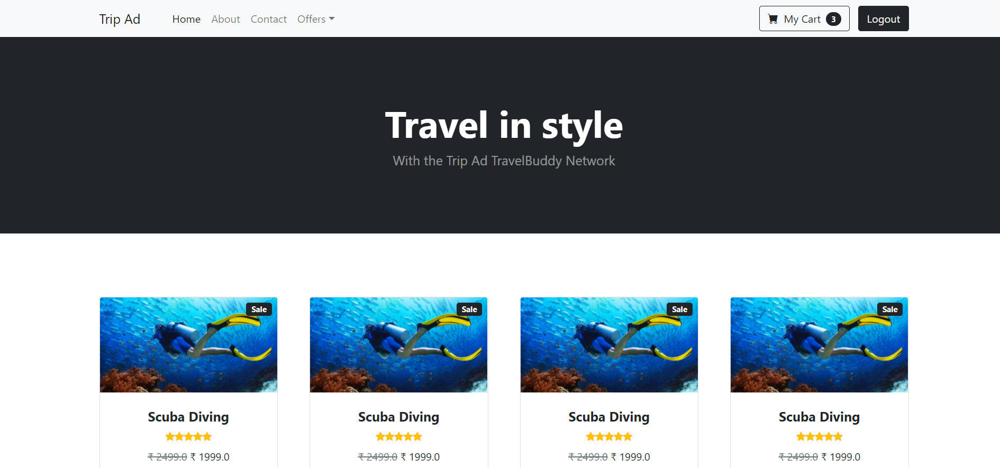 Trip Ad Home About Contact Offers My Cart 3 Logout
Travel in style
With the Trip Ad TravelBuddy Network
Sale Sale Sale Sale
Scuba Diving Scuba Diving Scuba Diving Scuba Diving
₹ 2499.0 ₹ 1999.0 ₹ 2499.0 ₹ 1999.0 ₹ 2499.0 ₹ 1999.0 ₹ 2499.0 ₹ 1999.0